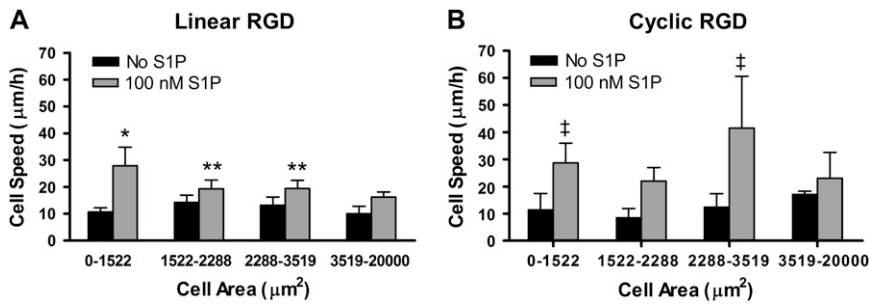 A
Linear RGD
Cell Speed (μm/h)
70
60
50
40
30
20
10
0
No S1P
100 nM S1P
*
**
**
0-1522
1522-2288
2288-3519
3519-20000
Cell Area (μm²)
B
Cyclic RGD
Cell Speed (μm/h)
70
60
50
40
30
20
10
0
No S1P
100 nM S1P
‡
‡
0-1522
1522-2288
2288-3519
3519-20000
Cell Area (μm²)